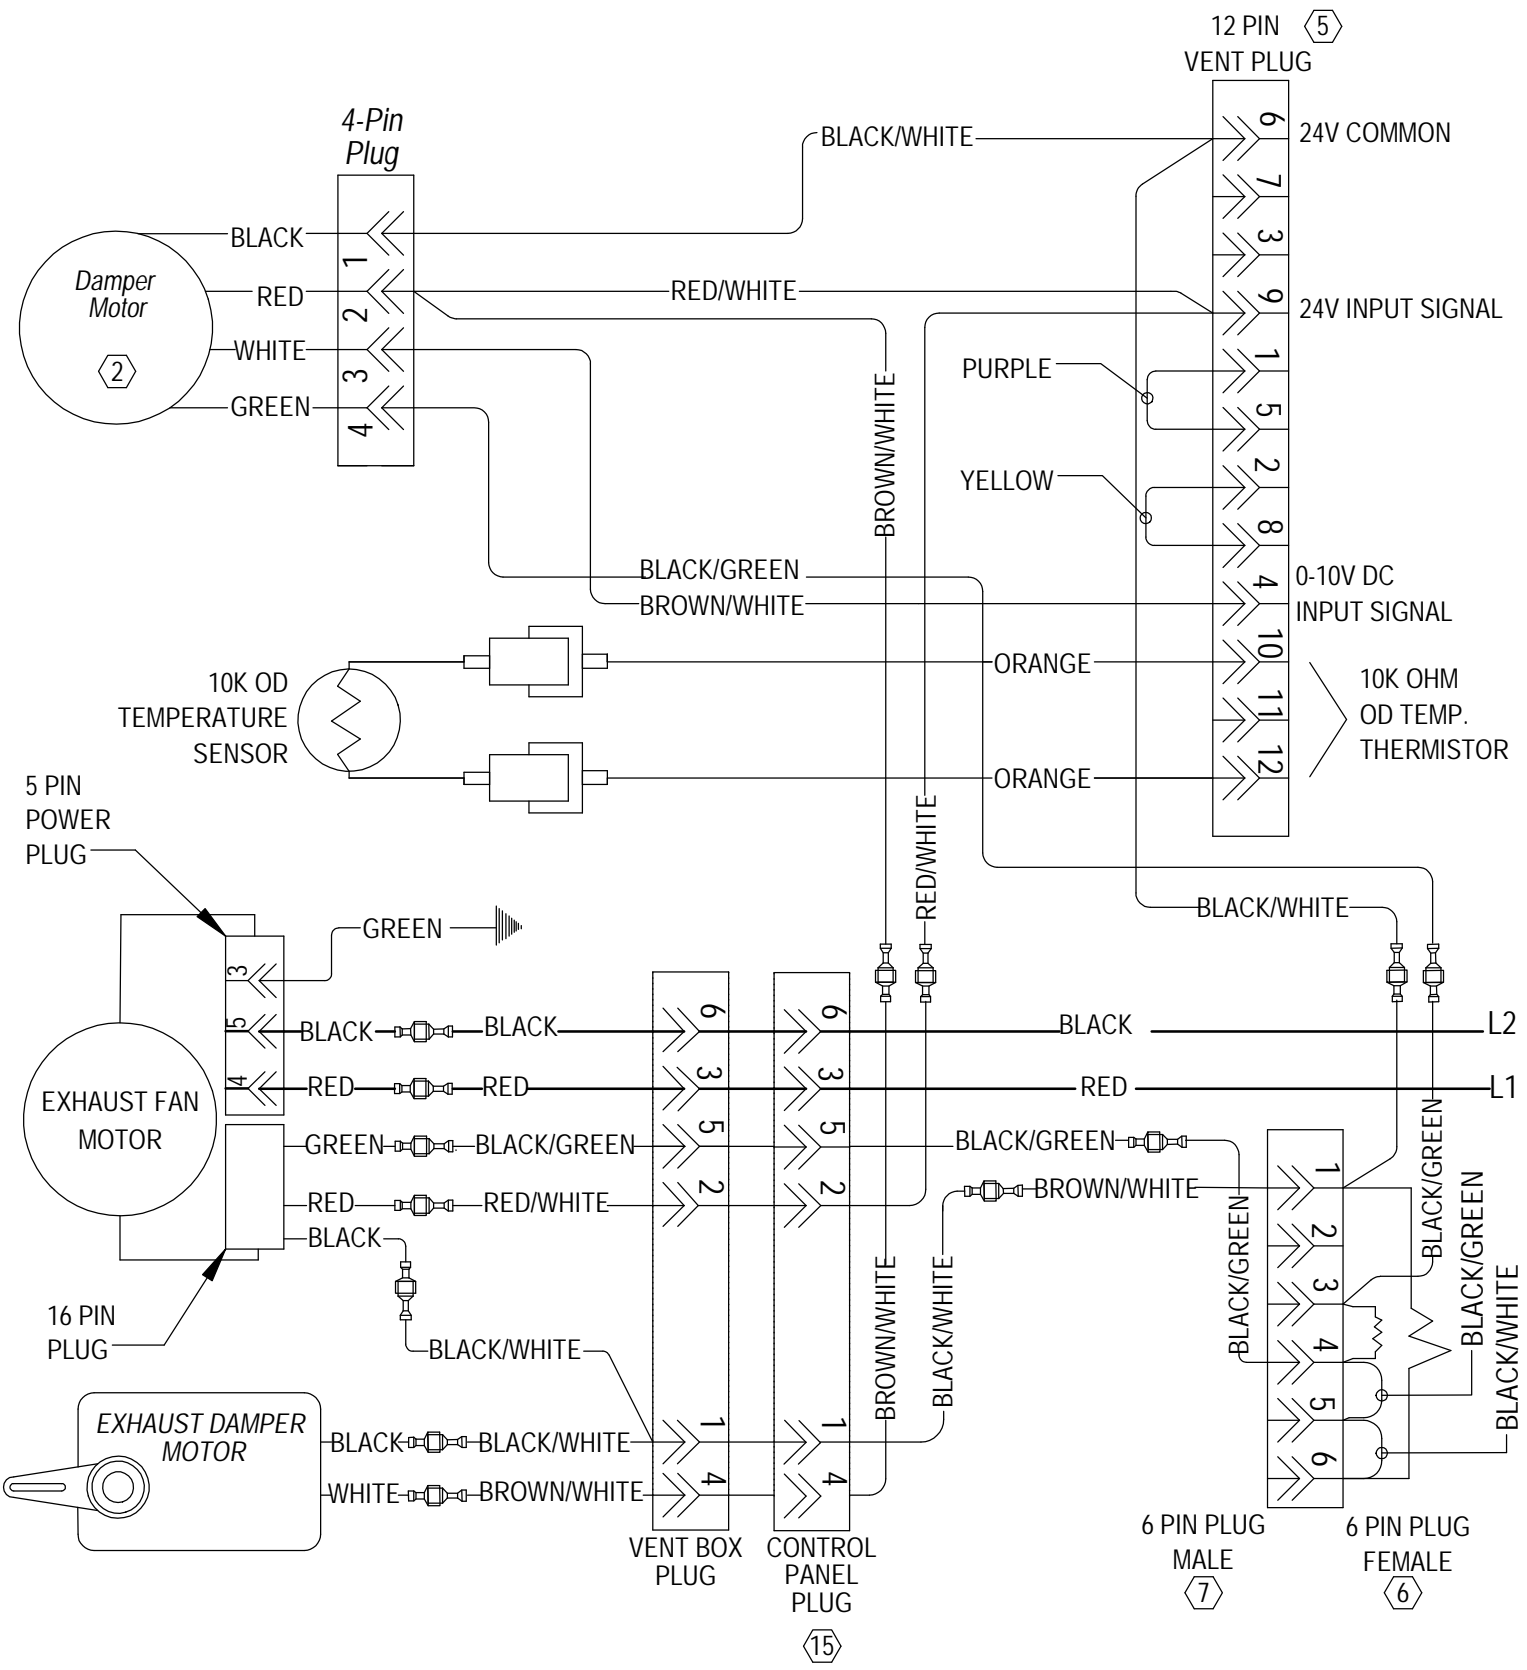 12 PIN 5
VENT PLUG
4-Pin
Plug
BLACK/WHITE
6
24V COMMON
7
3
BLACK
1
Damper
Motor
2
RED
2
RED/WHITE
9
24V INPUT SIGNAL
WHITE
3
1
PURPLE
GREEN
4
5
BROWN/WHITE
2
YELLOW
8
BLACK/GREEN
4
0-10V DC
INPUT SIGNAL
BROWN/WHITE
10
ORANGE
11
10K OD
TEMPERATURE
SENSOR
10K OHM
OD TEMP.
THERMISTOR
12
ORANGE
5 PIN
POWER
PLUG
RED/WHITE
BLACK/WHITE
GREEN
3
5
BLACK
BLACK
6
6
BLACK
L2
4
RED
RED
3
3
RED
L1
EXHAUST FAN
MOTOR
GREEN
BLACK/GREEN
5
5
BLACK/GREEN
BLACK/GREEN
RED
RED/WHITE
2
2
BROWN/WHITE
1
BLACK
BLACK/GREEN
2
BLACK/GREEN
3
BLACK/WHITE
4
5
6
16 PIN
PLUG
BLACK/WHITE
BROWN/WHITE
BLACK/WHITE
EXHAUST DAMPER
MOTOR
BLACK
BLACK/WHITE
1
1
WHITE
BROWN/WHITE
4
4
VENT BOX
PLUG
CONTROL
PANEL
PLUG
15
6 PIN PLUG
MALE
7
6 PIN PLUG
FEMALE
6